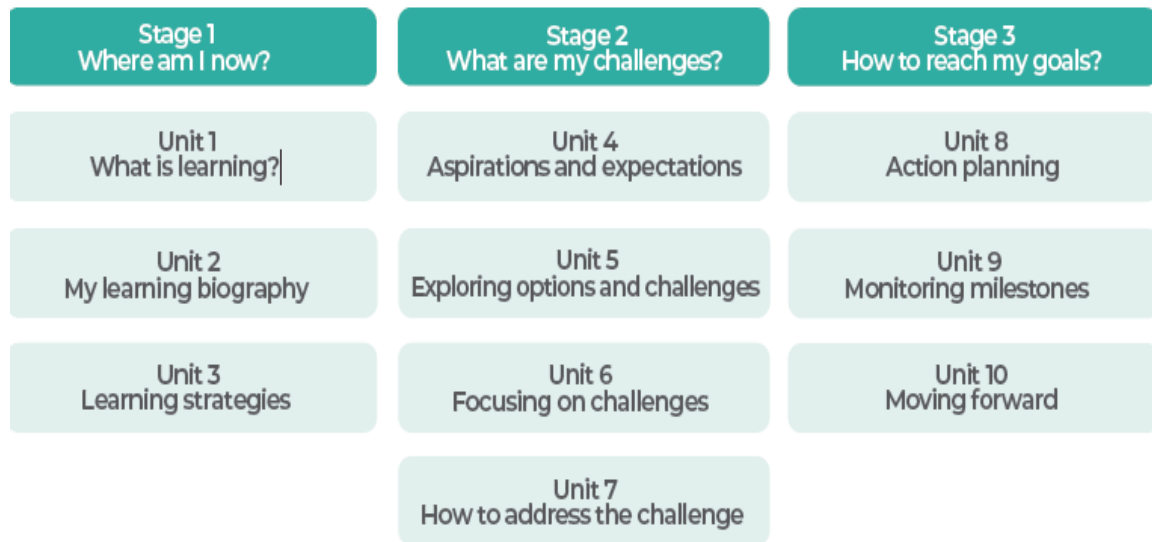 Stage 1
Where am I now?
Unit 1
What is learning?
Unit 2
My learning biography
Unit 3
Learning strategies
Stage 2
What are my challenges?
Unit 4
Aspirations and expectations
Unit 5
Exploring options and challenges
Unit 6
Focusing on challenges
Unit 7
How to address the challenge
Stage 3
How to reach my goals?
Unit 8
Action planning
Unit 9
Monitoring milestones
Unit 10
Moving forward